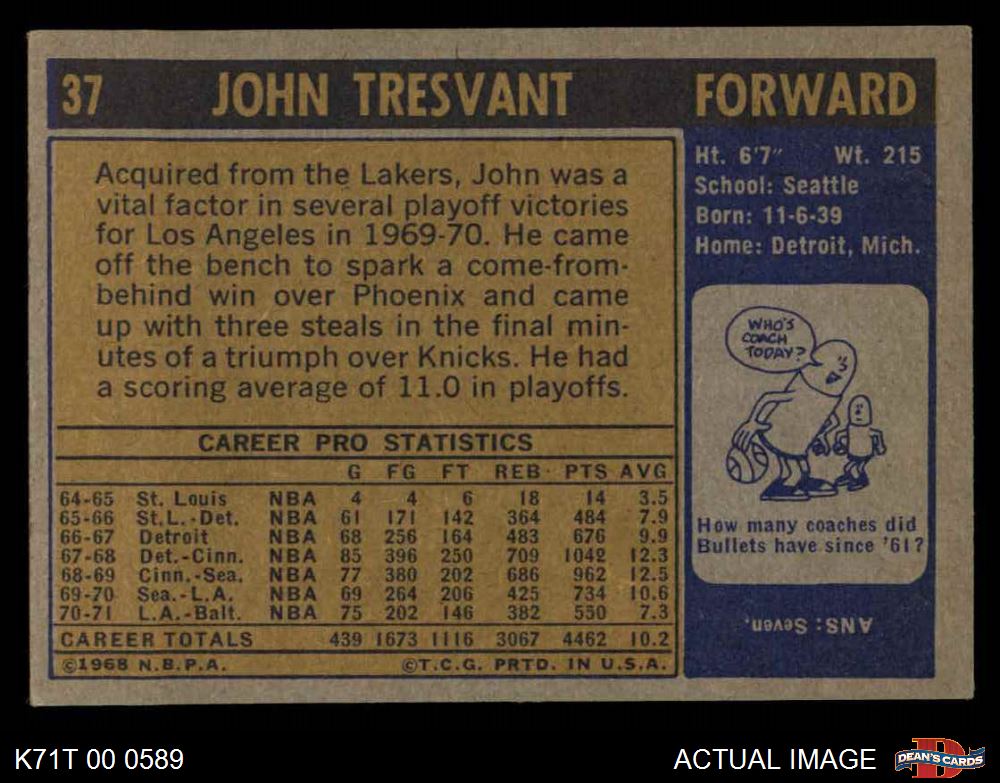 37 JOHN TRESVANT FORWARD
Acquired from the Lakers, John was a
vital factor in several playoff victories
for Los Angeles in 1969-70. He came
off the bench to spark a come-from-
behind win over Phoenix and came
up with three steals in the final min-
utes of a triumph over Knicks. He had
a scoring average of 11.0 in playoffs.
CAREER PRO STATISTICS
G FG FT REB PTS AVG
64-65 St. Louis NBA 4 4 6 18 14 3.5
65-66 St.L.-Det. NBA 61 171 142 364 484 7.9
66-67 Detroit NBA 68 256 164 483 676 9.9
67-68 Det.-Cinn. NBA 85 396 250 709 1042 12.3
68-69 Cinn.-Sea. NBA 77 380 202 686 962 12.5
69-70 Sea.-L.A. NBA 69 264 206 425 734 10.6
70-71 L.A.-Balt. NBA 75 202 146 382 550 7.3
CAREER TOTALS 439 1673 1116 3067 4462 10.2
©1968 N.B.P.A. ©T.C.G. PRTD. IN U.S.A.
Ht. 6'7" Wt. 215
School: Seattle
Born: 11-6-39
Home: Detroit, Mich.
WHO'S
COACH
TODAY?
How many coaches did
Bullets have since '61?
ANS: Seven.
K71T 00 0589 ACTUAL IMAGE D DEAN'S CARDS